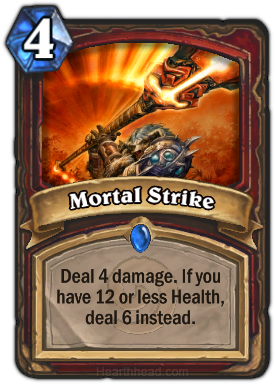 4
Mortal Strike
Deal 4 damage. If you
have 12 or less Health,
deal 6 instead.
Hearthhead.com